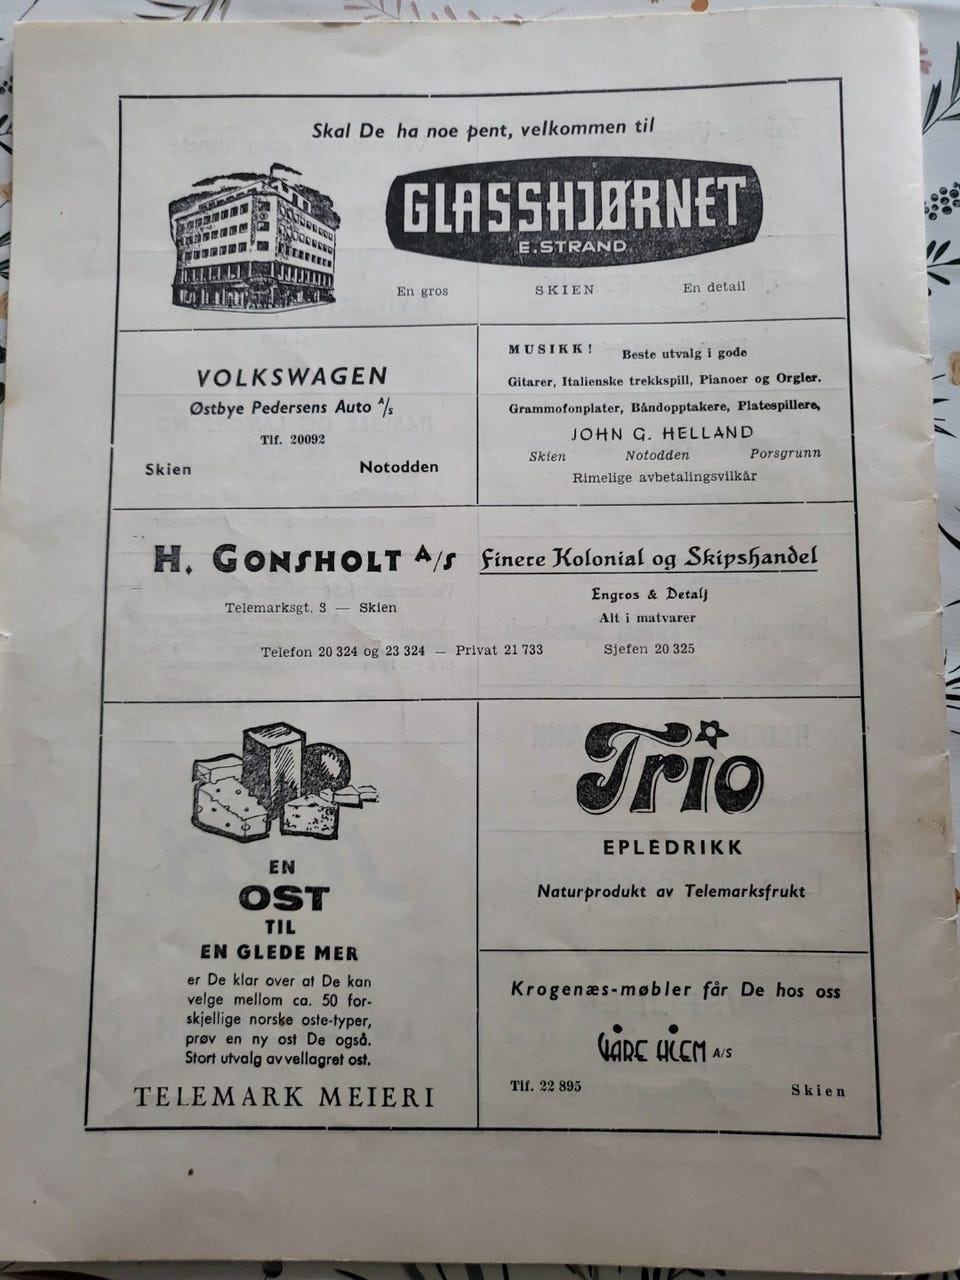 Skal De ha noe pent, velkommen til
GLASSHJØRNET
E. STRAND
En gros SKIEN En detail
VOLKSWAGEN
Østbye Pedersens Auto A/s
Tlf. 20092
Skien Notodden
MUSIKK! Beste utvalg i gode
Gitarer, Italienske trekkspill, Pianoer og Orgler.
Grammofonplater, Båndopptakere, Platespillere,
JOHN G. HELLAND
Skien Notodden Porsgrunn
Rimelige avbetalingsvilkår
H. GONSHOLT A/S
Telemarksgt. 3 — Skien
Finere Kolonial og Skipshandel
Engros & Detalj
Alt i matvarer
Telefon 20 324 og 23 324 — Privat 21 733 Sjefen 20 325
EN
OST
TIL
EN GLEDE MER
er De klar over at De kan
velge mellom ca. 50 for-
skjellige norske oste-typer,
prøv en ny ost De også.
Stort utvalg av vellagret ost.
TELEMARK MEIERI
Trio
EPLEDRIKK
Naturprodukt av Telemarksfrukt
Krogenæs-møbler får De hos oss
VÅRE HJEM A/S
Tlf. 22 895 Skien